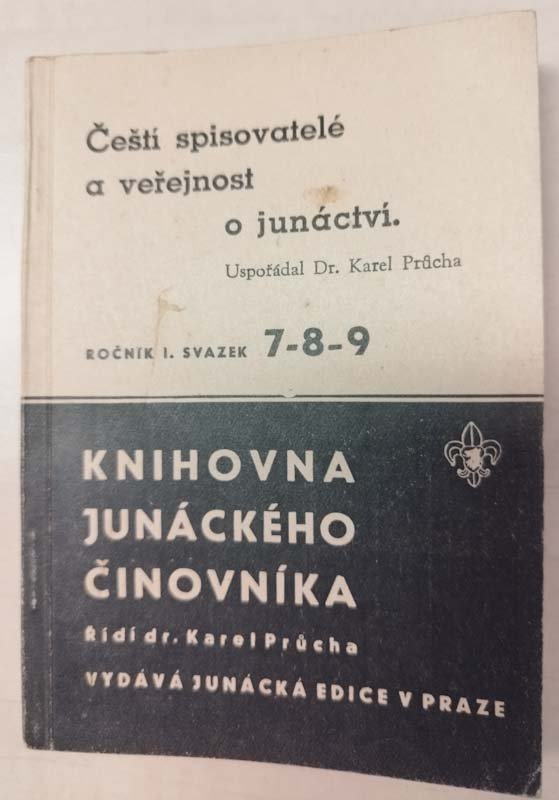 Čeští spisovatelé
a veřejnost
o junáctví.
Uspořádal Dr. Karel Průcha
ROČNÍK I. SVAZEK 7-8-9
KNIHOVNA
JUNÁCKÉHO
ČINOVNÍKA
Řídí dr. Karel Průcha
VYDÁVÁ JUNÁCKÁ EDICE V PRAZE